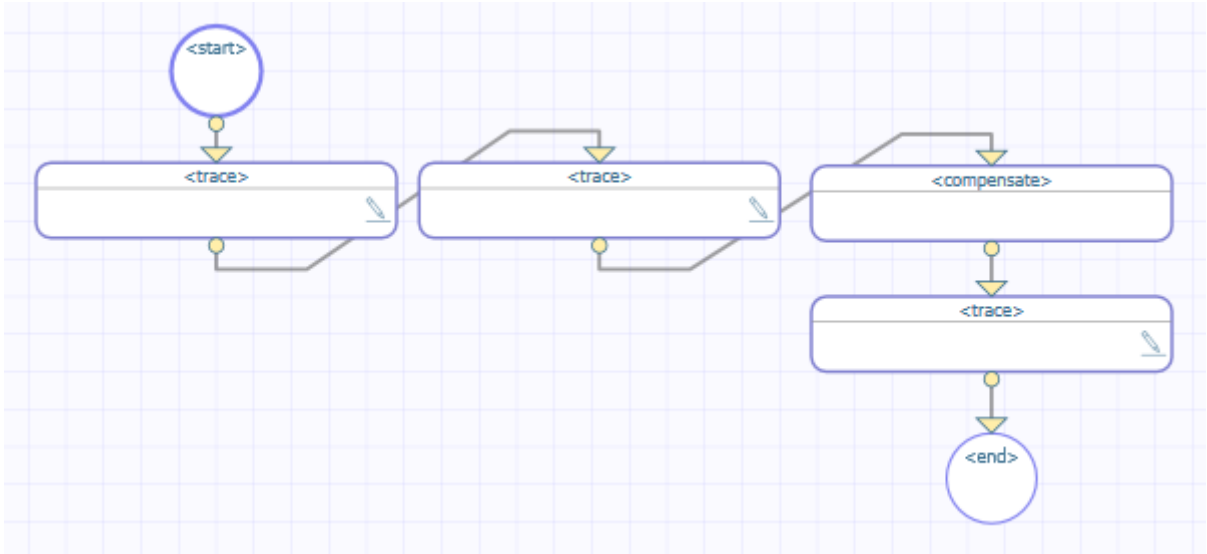 <start>
<trace>
<trace>
<compensate>
<trace>
<end>